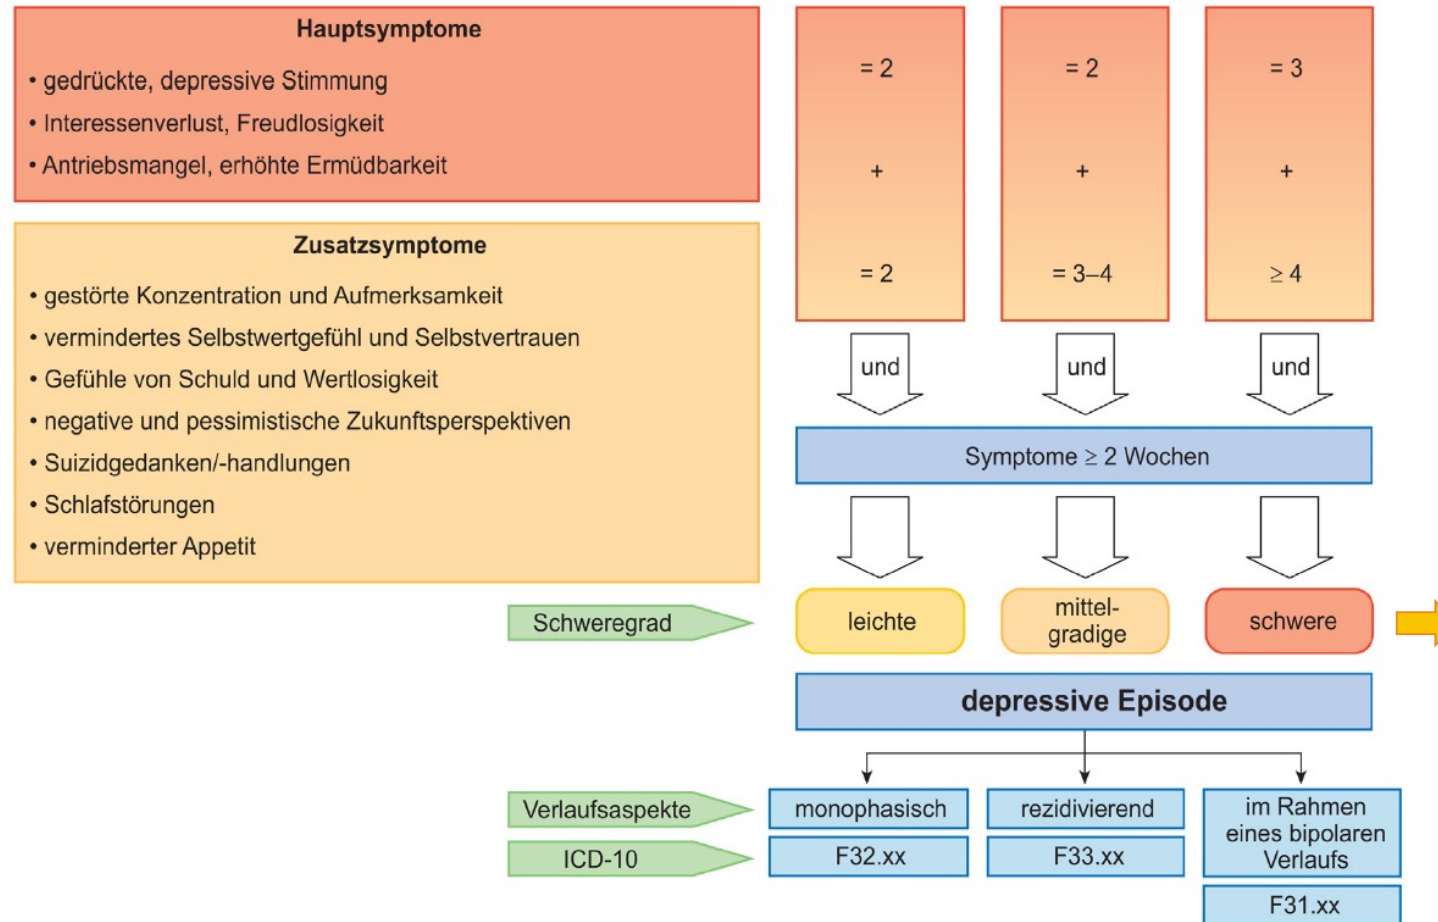 Hauptsymptome
• gedrückte, depressive Stimmung
• Interessenverlust, Freudlosigkeit
• Antriebsmangel, erhöhte Ermüdbarkeit
Zusatzsymptome
• gestörte Konzentration und Aufmerksamkeit
• vermindertes Selbstwertgefühl und Selbstvertrauen
• Gefühle von Schuld und Wertlosigkeit
• negative und pessimistische Zukunftsperspektiven
• Suizidgedanken/-handlungen
• Schlafstörungen
• verminderter Appetit
= 2
= 2
= 3
+
+
+
= 2
= 3–4
≥ 4
und
und
und
Symptome ≥ 2 Wochen
Schweregrad
leichte
mittel-
gradige
schwere
depressive Episode
Verlaufsaspekte
monophasisch
rezidivierend
im Rahmen
eines bipolaren
Verlaufs
ICD-10
F32.xx
F33.xx
F31.xx